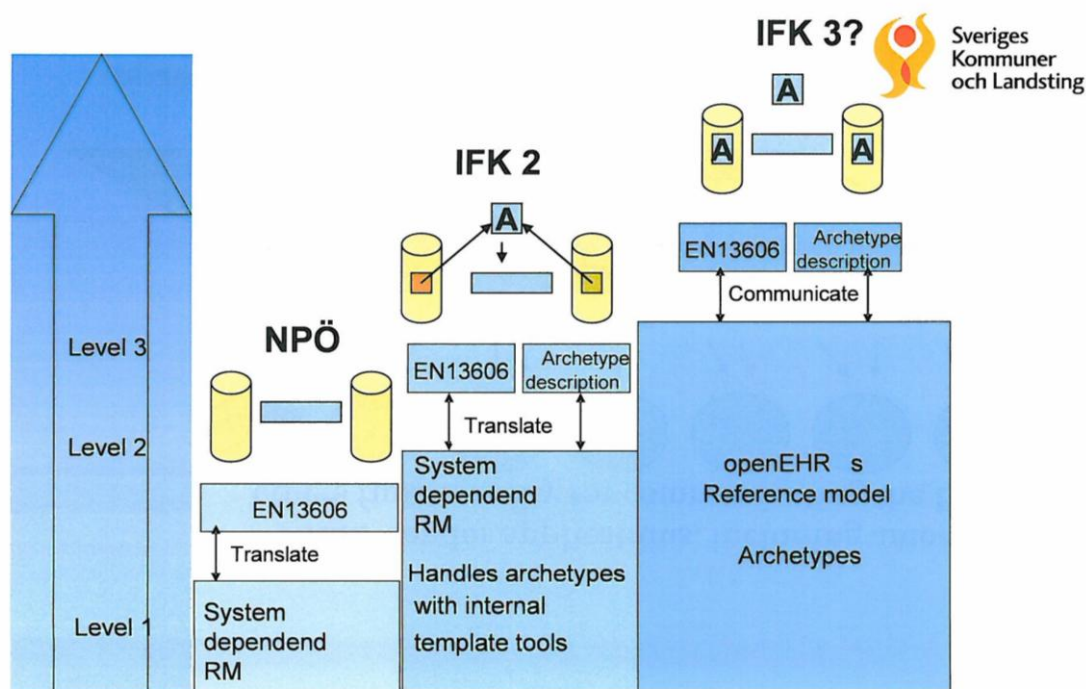 IFK 3?
Sveriges
Kommuner
och Landsting
A
A
A
IFK 2
A
EN13606
Archetype
description
Communicate
Level 3
NPÖ
EN13606
Archetype
description
Translate
Level 2
System
dependend
RM
openEHR s
Reference model
EN13606
Translate
Handles archetypes
with internal
template tools
Archetypes
Level 1
System
dependend
RM